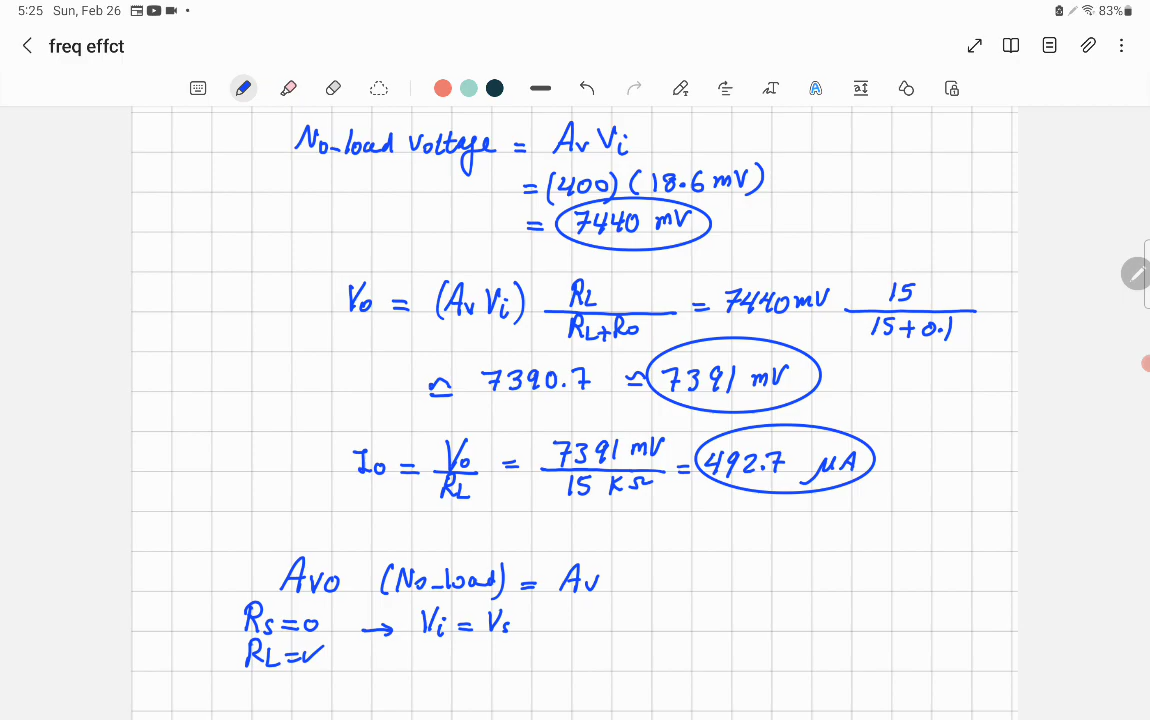 5:25 Sun, Feb 26 83%
freq effct
No-load voltage = Av Vi
= (400) (18.6 mV)
= 7440 mV
Vo = (Av Vi) RL / RL+Ro = 7440 mV 15 / 15+0.1
≃ 7390.7 ≃ 7391 mV
Io = Vo / RL = 7391 mV / 15 KΩ = 492.7 μA
Avo (No-load) = Av
Rs=0 → Vi = Vs
RL=✓